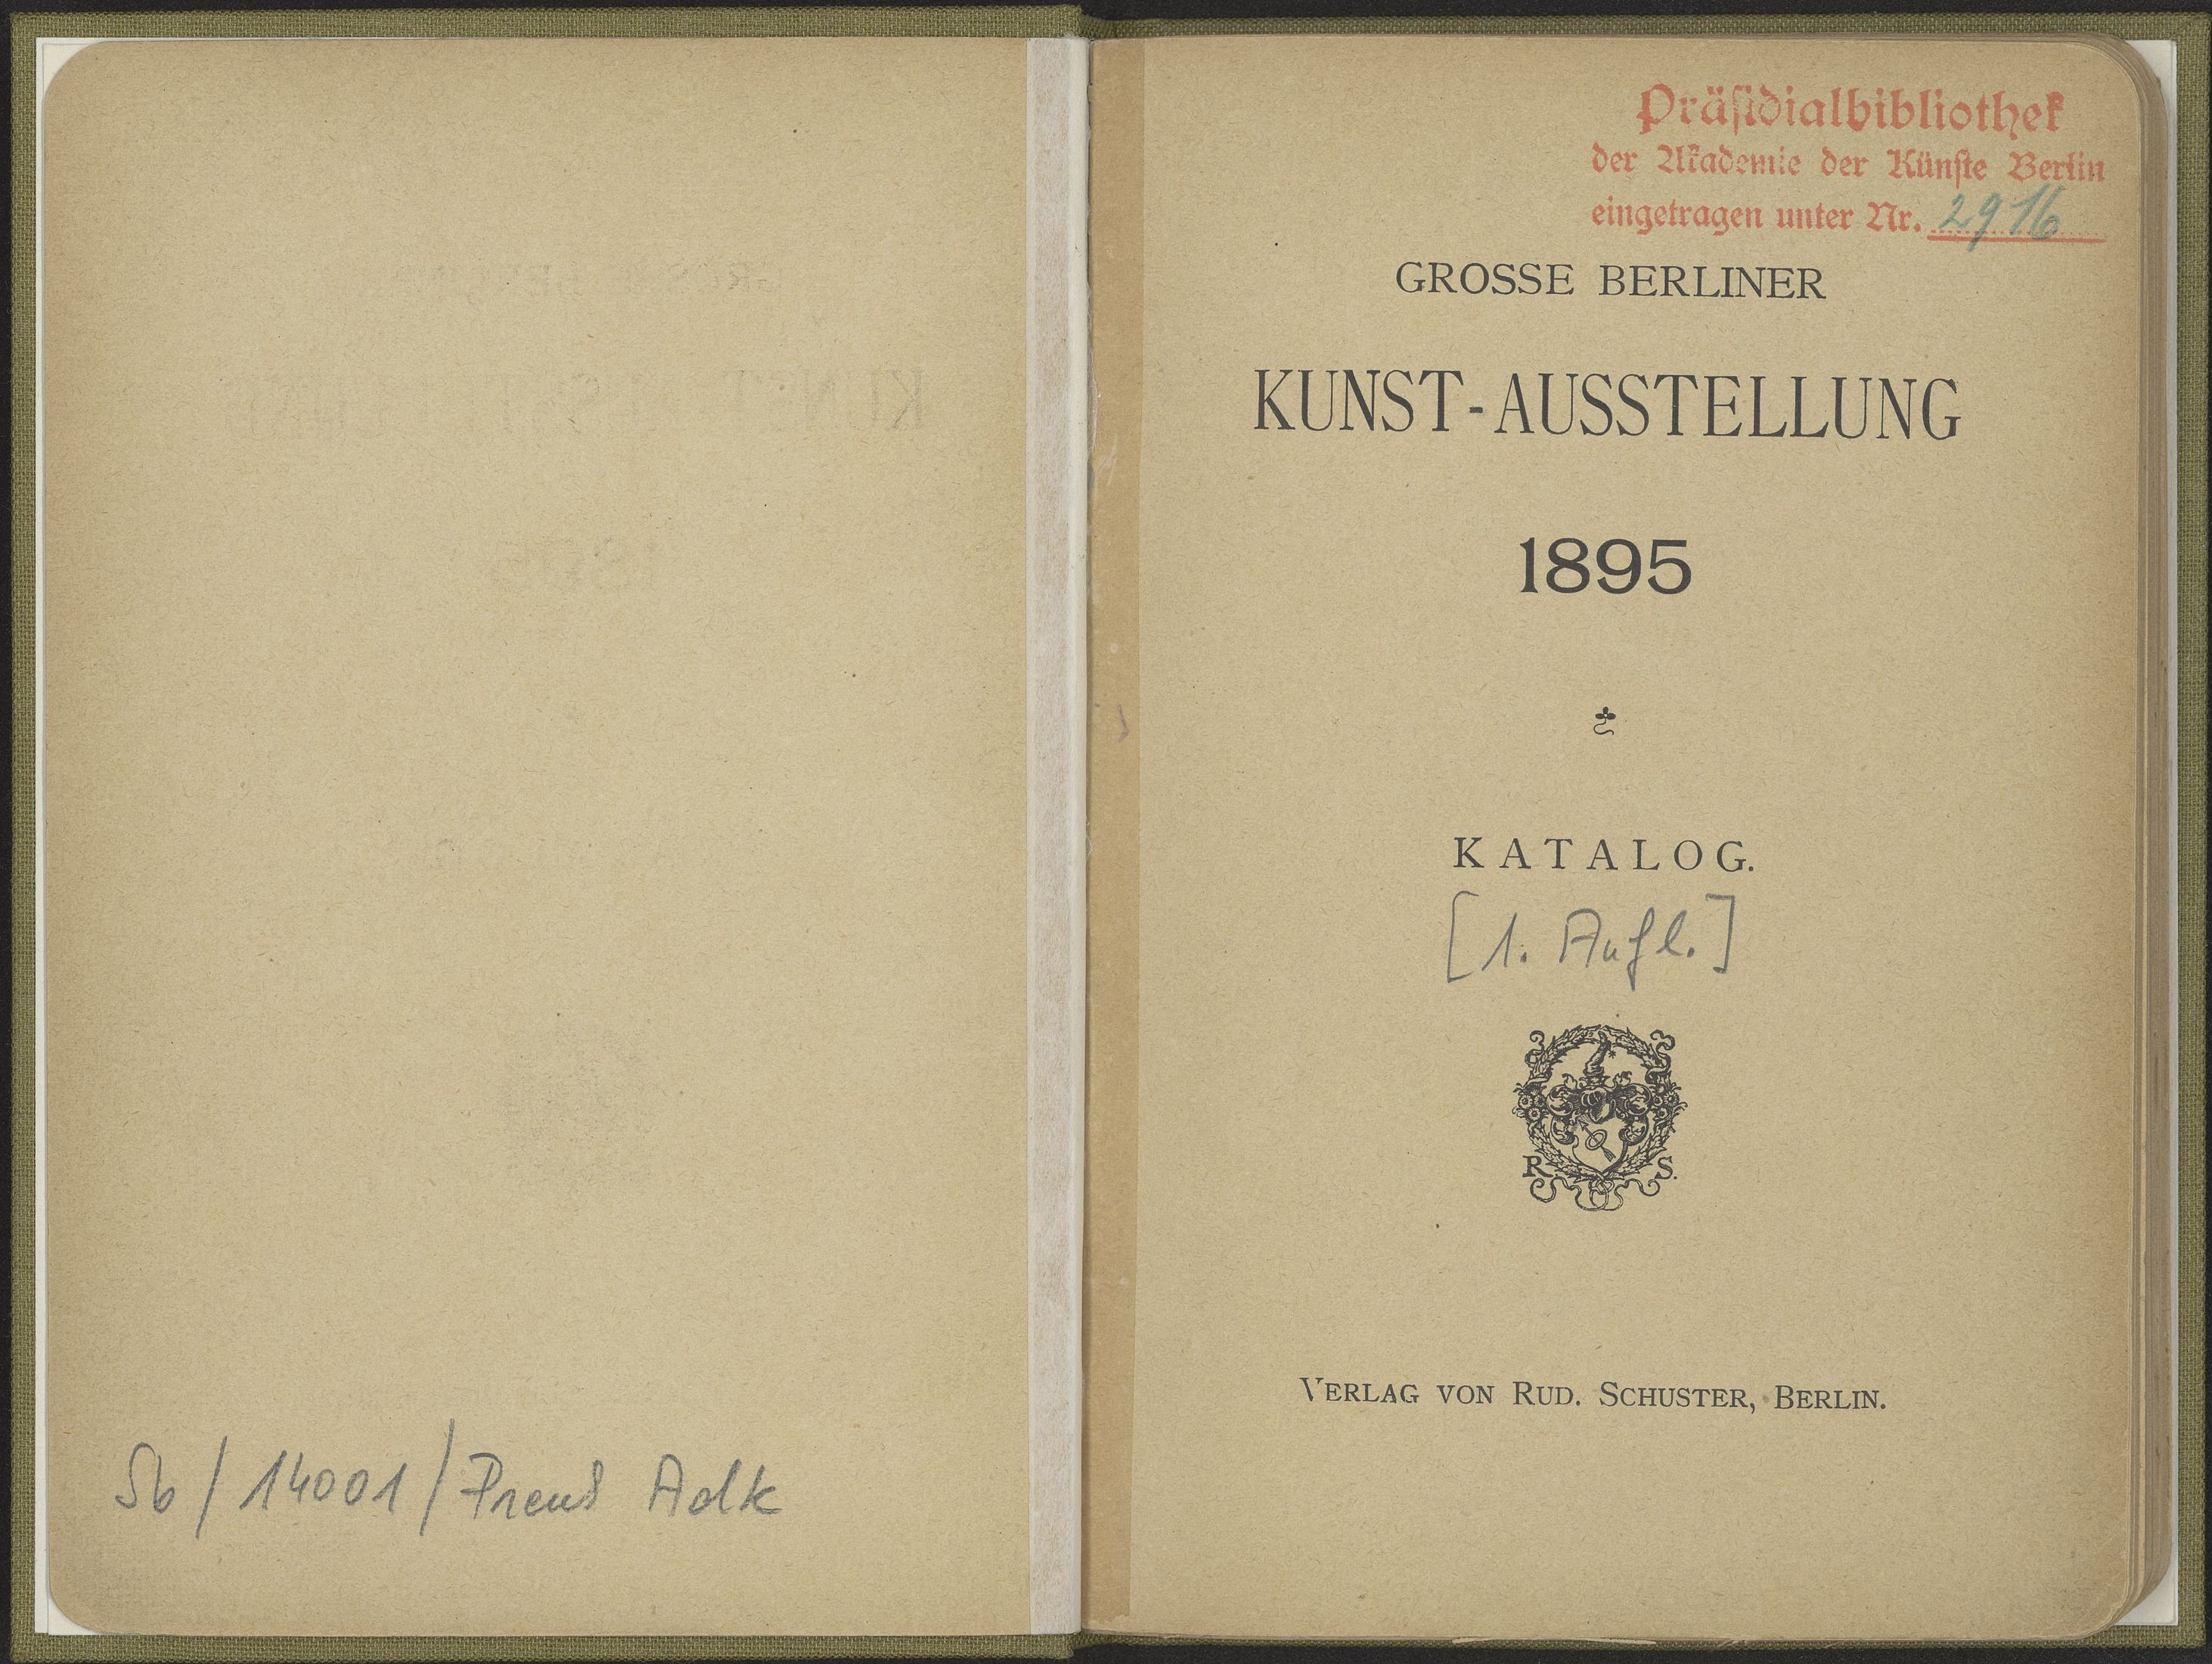 Sb / 14001 / Preuß AdK
Präsidialbibliothek
der Akademie der Künste Berlin
eingetragen unter Nr. 2916
GROSSE BERLINER
KUNST-AUSSTELLUNG
1895
KATALOG.
[1. Aufl.]
R. S.
VERLAG VON RUD. SCHUSTER, BERLIN.